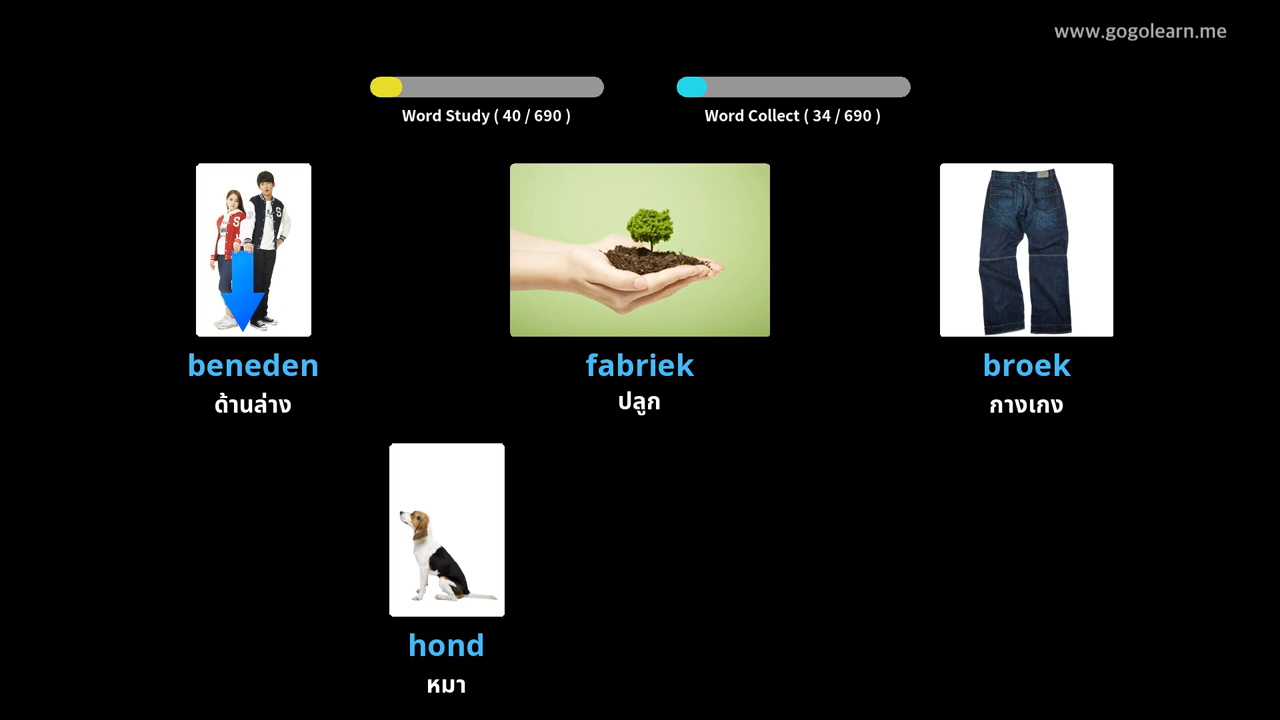 www.gogolearn.me
Word Study ( 40 / 690 )
Word Collect ( 34 / 690 )
beneden
ด้านล่าง
fabriek
ปลูก
broek
กางเกง
hond
หมา